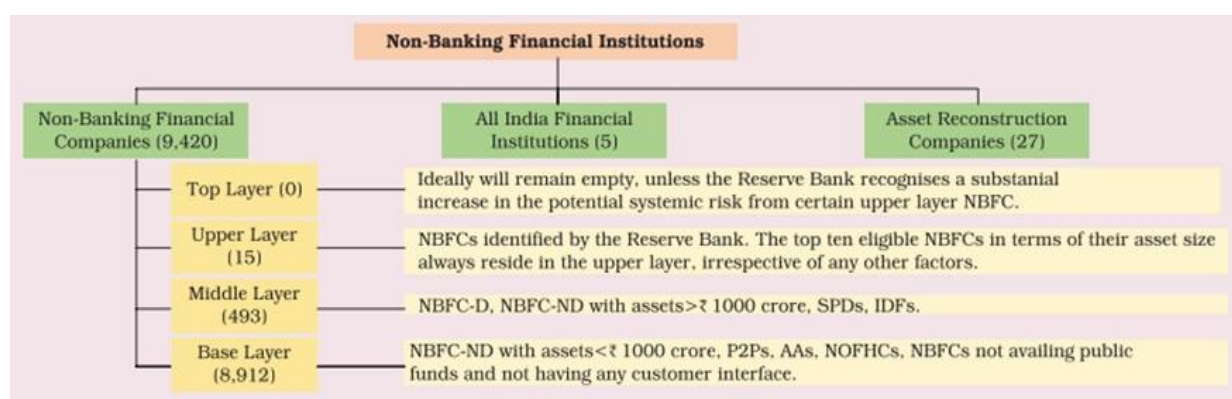 Non-Banking Financial Institutions
Non-Banking Financial
Companies (9,420)
All India Financial
Institutions (5)
Asset Reconstruction
Companies (27)
Top Layer (0)
Ideally will remain empty, unless the Reserve Bank recognises a substanial
increase in the potential systemic risk from certain upper layer NBFC.
Upper Layer
(15)
NBFCs identified by the Reserve Bank. The top ten eligible NBFCs in terms of their asset size
always reside in the upper layer, irrespective of any other factors.
Middle Layer
(493)
NBFC-D, NBFC-ND with assets>₹ 1000 crore, SPDs, IDFs.
Base Layer
(8,912)
NBFC-ND with assets<₹ 1000 crore, P2Ps, AAs, NOFHCs, NBFCs not availing public
funds and not having any customer interface.